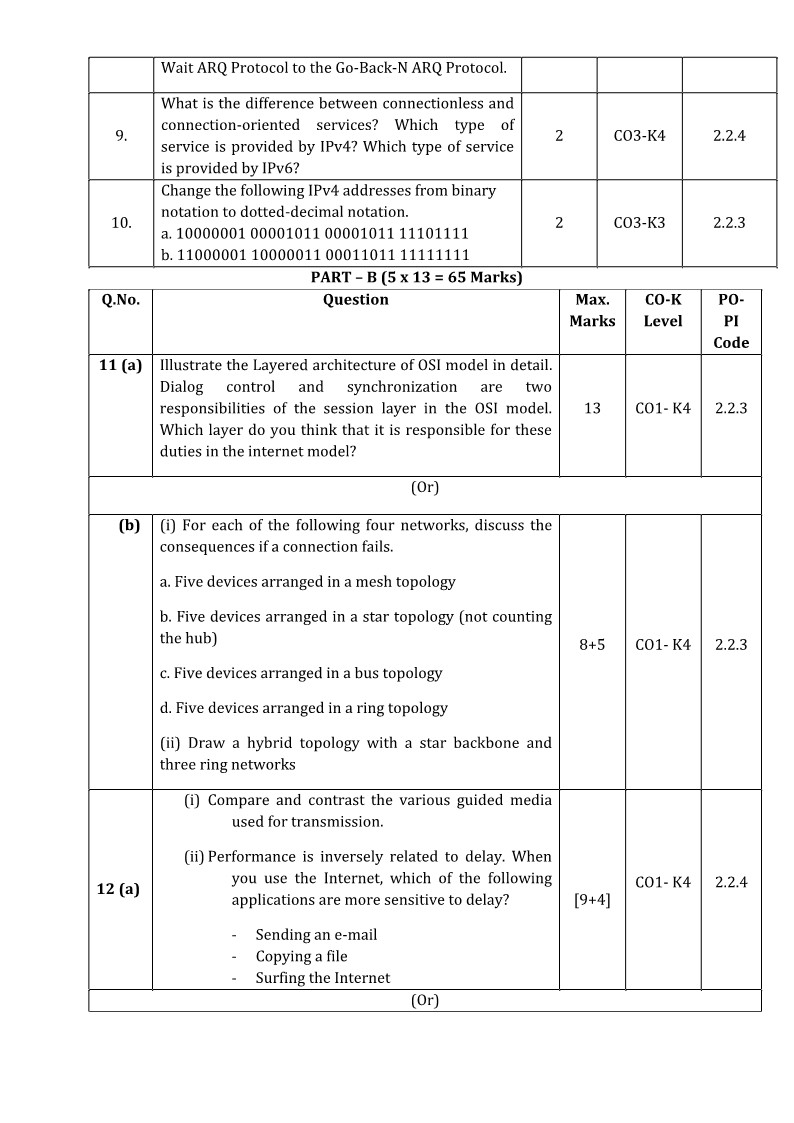 Wait ARQ Protocol to the Go-Back-N ARQ Protocol.
9.
What is the difference between connectionless and
connection-oriented services? Which type of
service is provided by IPv4? Which type of service
is provided by IPv6?
2
CO3-K4
2.2.4
10.
Change the following IPv4 addresses from binary
notation to dotted-decimal notation.
a. 10000001 00001011 00001011 11101111
b. 11000001 10000011 00011011 11111111
2
CO3-K3
2.2.3
PART – B (5 x 13 = 65 Marks)
Q.No.
Question
Max.
Marks
CO-K
Level
PO-
PI
Code
11 (a)
Illustrate the Layered architecture of OSI model in detail.
Dialog control and synchronization are two
responsibilities of the session layer in the OSI model.
Which layer do you think that it is responsible for these
duties in the internet model?
13
CO1- K4
2.2.3
(Or)
(b)
(i) For each of the following four networks, discuss the
consequences if a connection fails.
a. Five devices arranged in a mesh topology
b. Five devices arranged in a star topology (not counting
the hub)
c. Five devices arranged in a bus topology
d. Five devices arranged in a ring topology
(ii) Draw a hybrid topology with a star backbone and
three ring networks
8+5
CO1- K4
2.2.3
12 (a)
(i) Compare and contrast the various guided media
used for transmission.
(ii) Performance is inversely related to delay. When
you use the Internet, which of the following
applications are more sensitive to delay?
- Sending an e-mail
- Copying a file
- Surfing the Internet
[9+4]
CO1- K4
2.2.4
(Or)